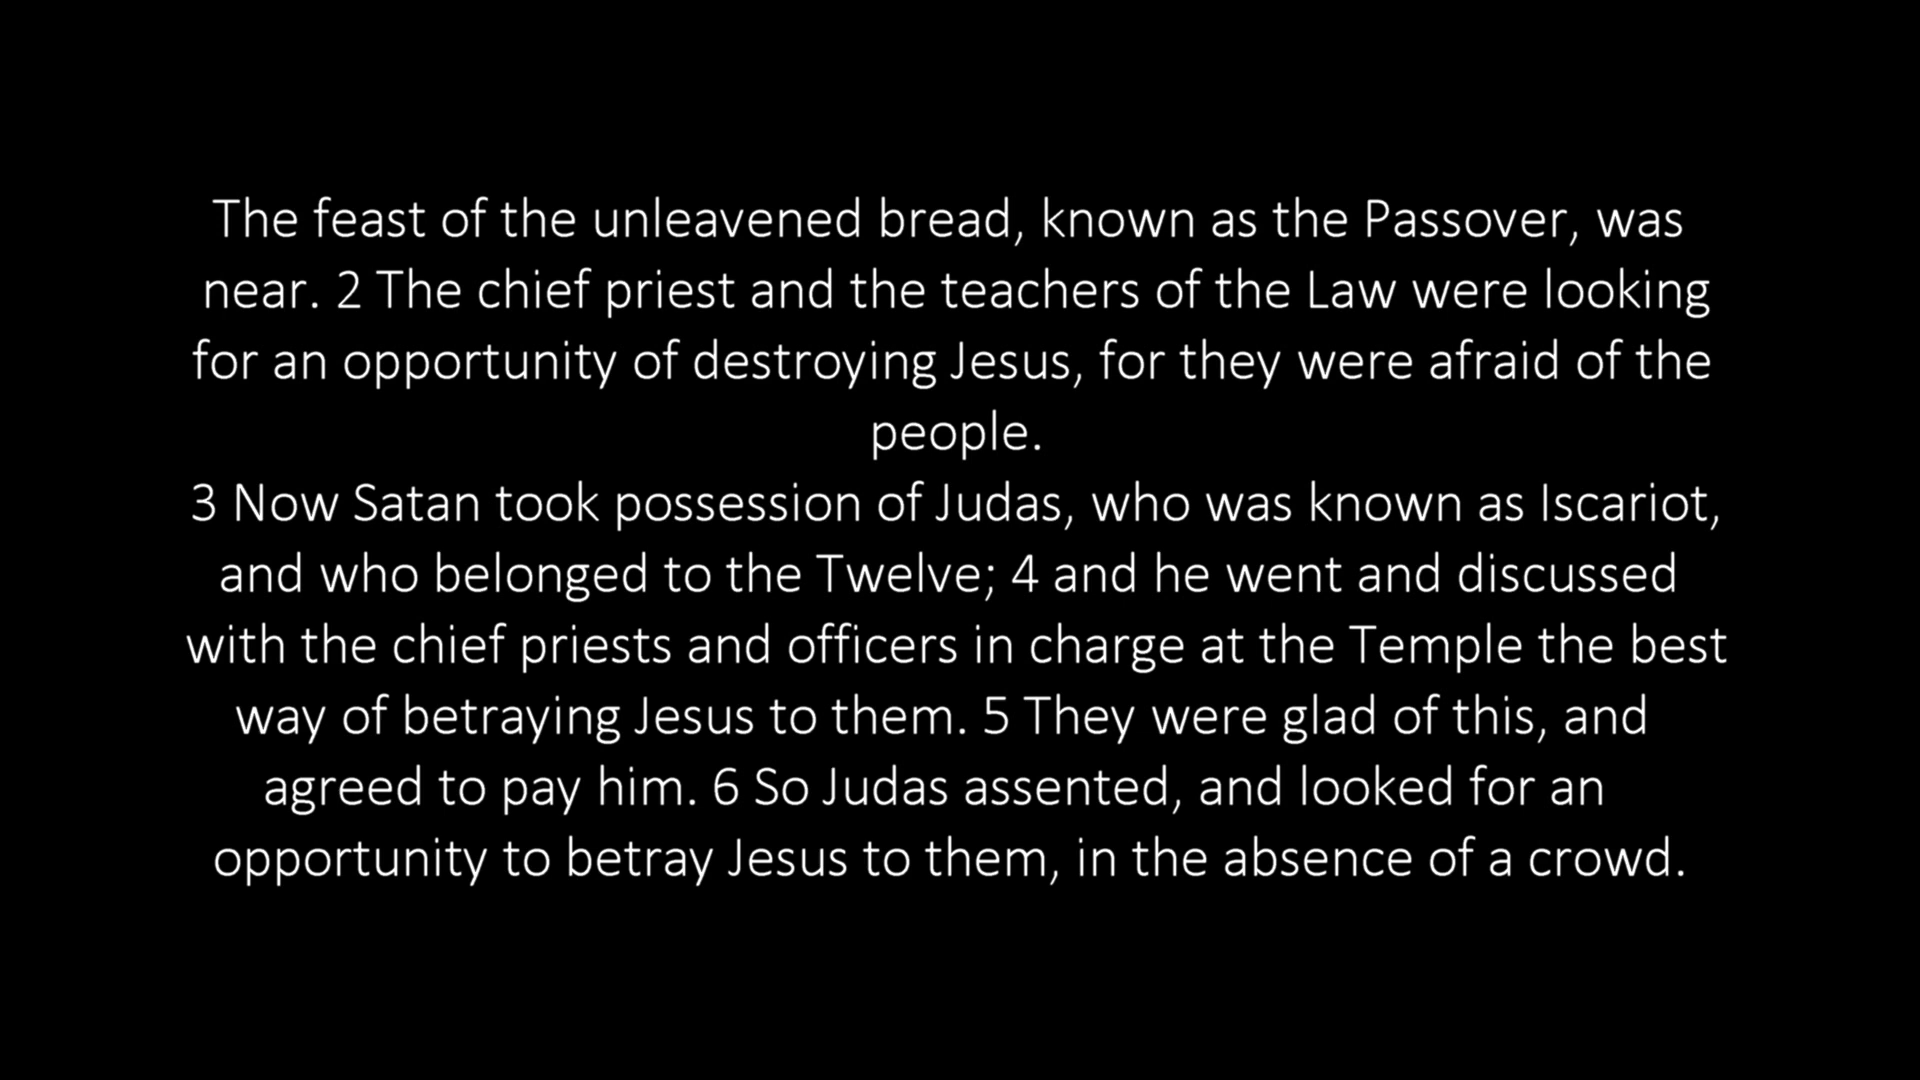 The feast of the unleavened bread, known as the Passover, was
near. 2 The chief priest and the teachers of the Law were looking
for an opportunity of destroying Jesus, for they were afraid of the
people.
3 Now Satan took possession of Judas, who was known as Iscariot,
and who belonged to the Twelve; 4 and he went and discussed
with the chief priests and officers in charge at the Temple the best
way of betraying Jesus to them. 5 They were glad of this, and
agreed to pay him. 6 So Judas assented, and looked for an
opportunity to betray Jesus to them, in the absence of a crowd.